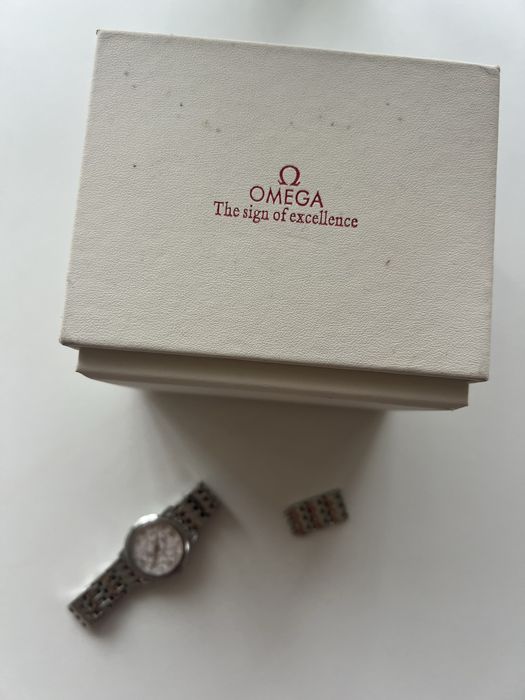 Ω
OMEGA
The sign of excellence